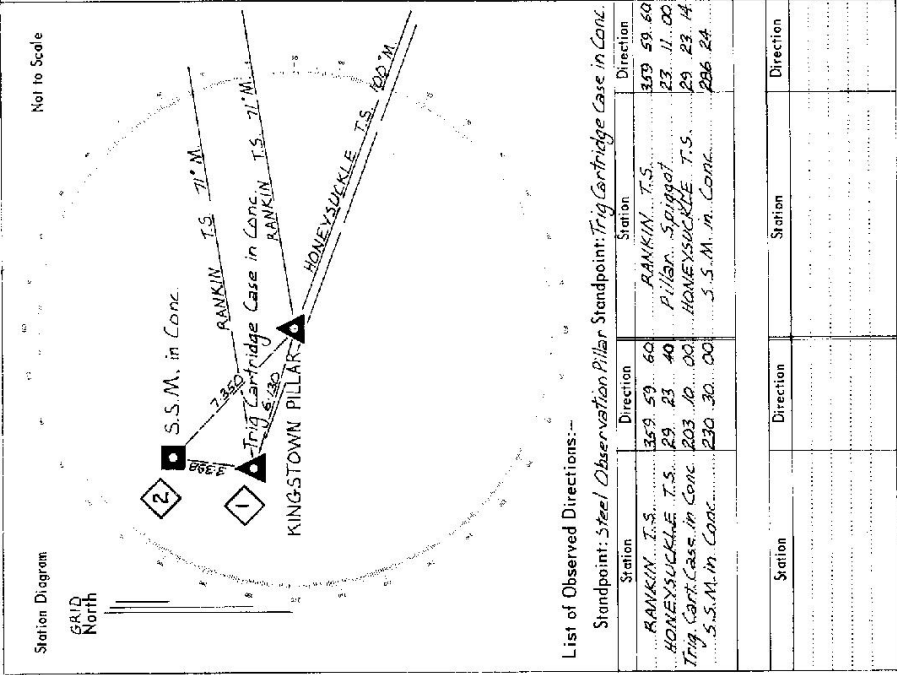 Station Diagram
Not to Scale
GRID
North
2
S.S.M. in Conc.
RANKIN T.S 71°M.
7.350
3.398
1
Trig Cartridge Case in Conc.
RANKIN T.S 71°M.
6.130
KINGSTOWN PILLAR
HONEYSUCKLE T.S. 100°M.
List of Observed Directions:–
Standpoint: Steel Observation Pillar Standpoint: Trig Cartridge Case in Conc.
Station Direction Station Direction
RANKIN T.S. 359 59 60 RANKIN T.S. 359 59 60
HONEYSUCKLE T.S. 29 23 40 Pillar Spiggot 23 11 00
Trig. Cart. Case in Conc 203 10 00 HONEYSUCKLE T.S. 29 23 14
S.S.M. in Conc 230 30 00 S.S.M. in Conc 286 24
Station Direction Station Direction